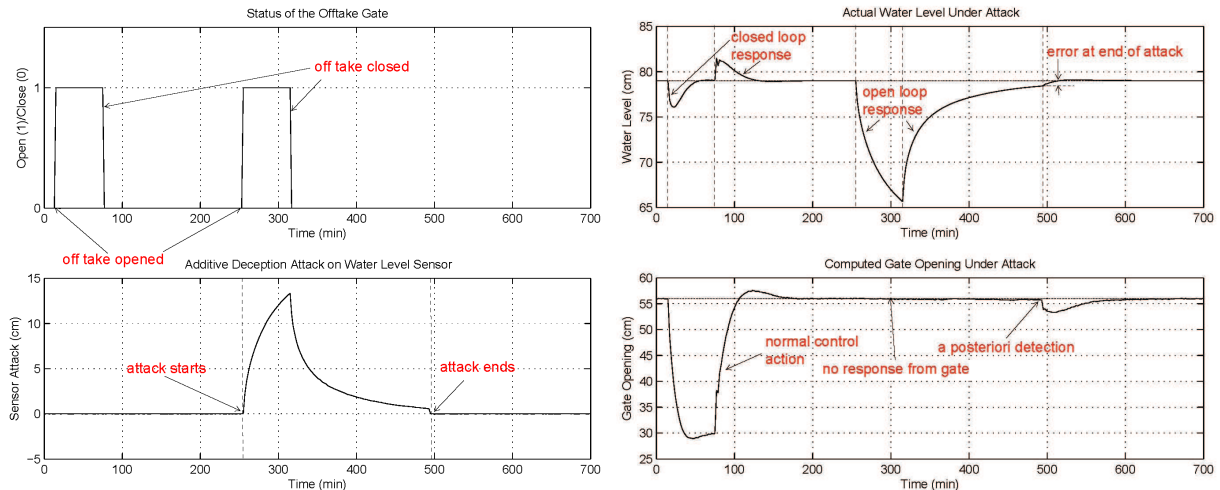 Status of the Offtake Gate
Open (1)/Close (0)
1
0
0
100
200
300
400
500
600
700
Time (min)
off take closed
off take opened
Actual Water Level Under Attack
Water Level (cm)
85
80
75
70
65
0
100
200
300
400
500
600
700
Time (min)
closed loop
response
open loop
response
error at end of attack
Additive Deception Attack on Water Level Sensor
Sensor Attack (cm)
15
10
5
0
−5
0
100
200
300
400
500
600
700
Time (min)
attack starts
attack ends
Computed Gate Opening Under Attack
Gate Opening (cm)
60
55
50
45
40
35
30
25
0
100
200
300
400
500
600
700
Time (min)
normal control
action
no response from gate
a posteriori detection